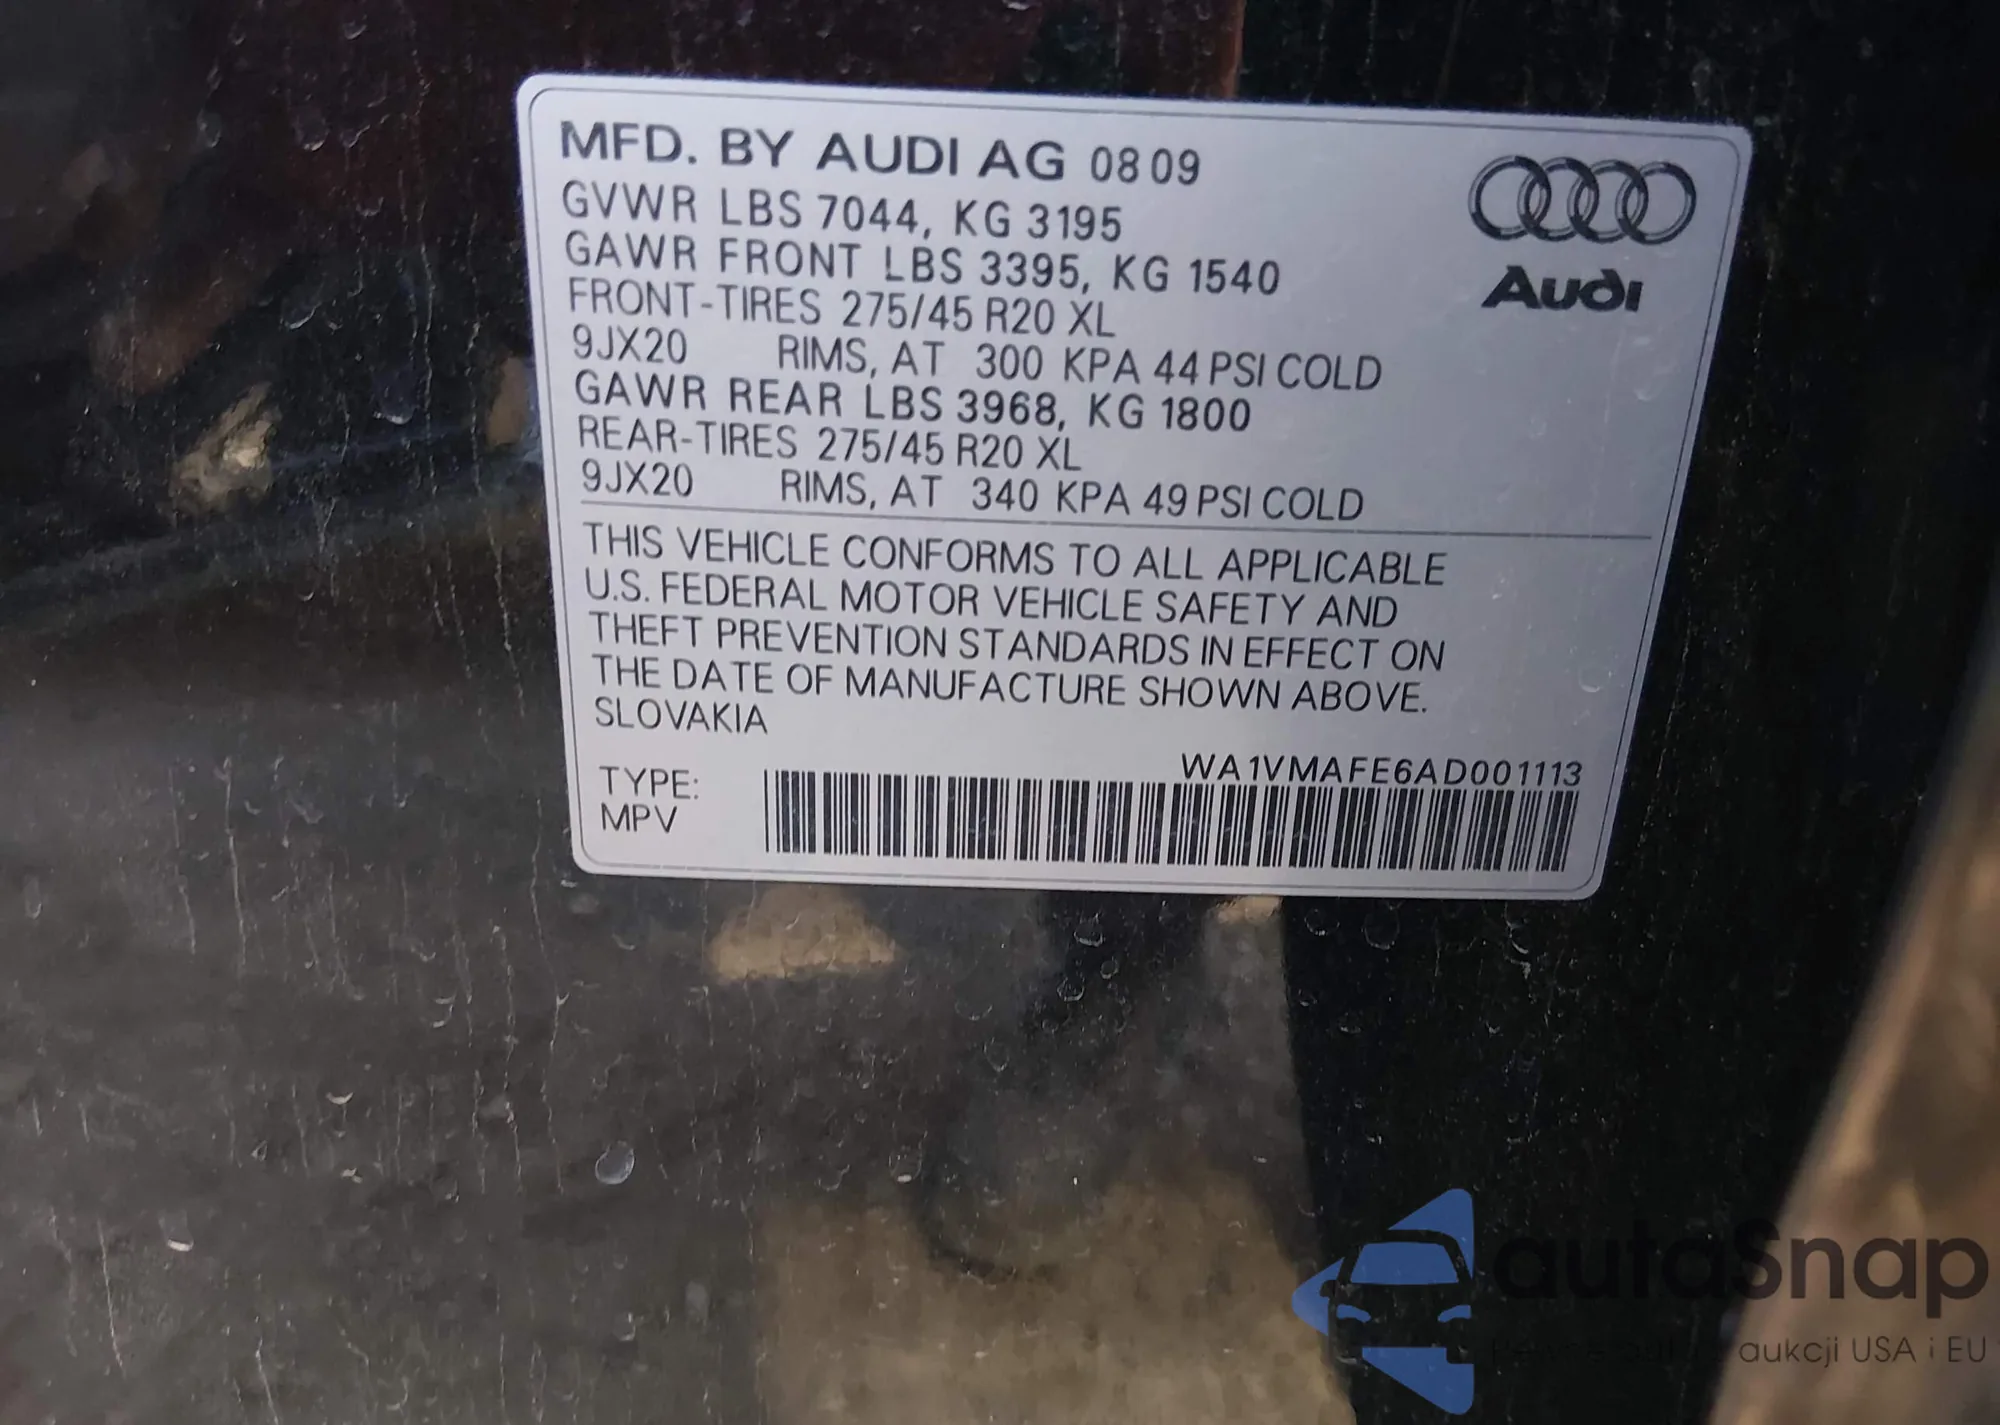 MFD. BY AUDI AG 08 09
GVWR LBS 7044, KG 3195
GAWR FRONT LBS 3395, KG 1540
FRONT-TIRES 275/45 R20 XL
9JX20 RIMS, AT 300 KPA 44 PSI COLD
GAWR REAR LBS 3968, KG 1800
REAR-TIRES 275/45 R20 XL
9JX20 RIMS, AT 340 KPA 49 PSI COLD
Audi
THIS VEHICLE CONFORMS TO ALL APPLICABLE
U.S. FEDERAL MOTOR VEHICLE SAFETY AND
THEFT PREVENTION STANDARDS IN EFFECT ON
THE DATE OF MANUFACTURE SHOWN ABOVE.
SLOVAKIA
WA1VMAFE6AD001113
TYPE:
MPV
autoSnap
aukcji USA i EU